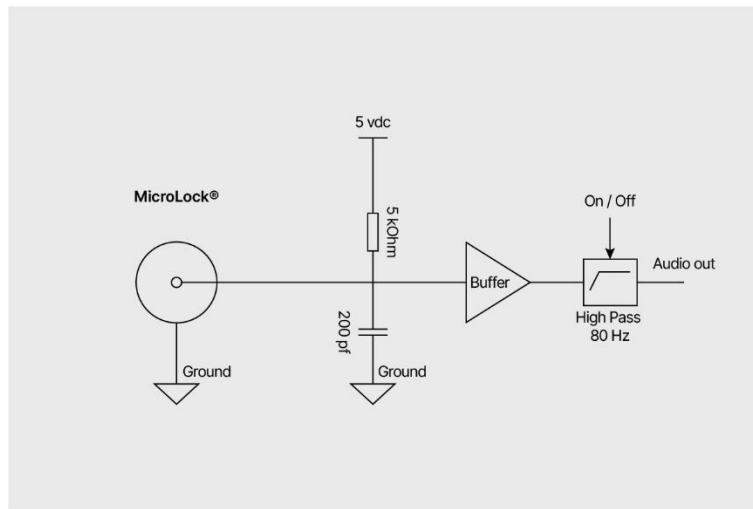 5 vdc
MicroLock®
5 kOhm
On / Off
Buffer
Audio out
200 pf
High Pass
80 Hz
Ground
Ground